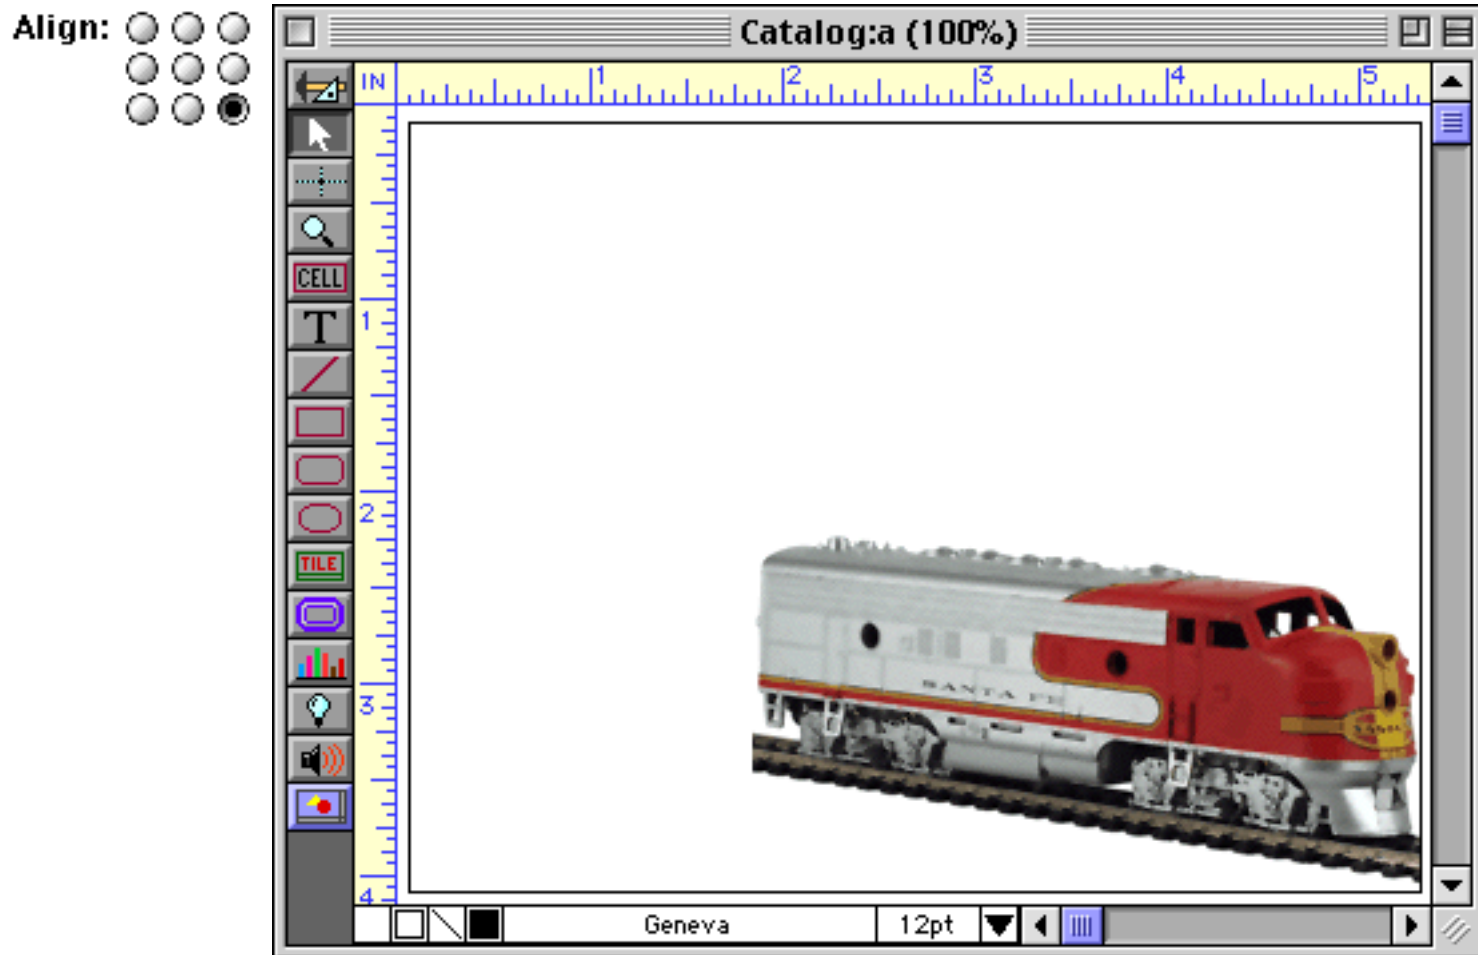 Align:
Catalog:a (100%)
IN
1 2 3 4 5
CELL
T
1
2
TILE
3
4
SANTA FE
Geneva 12pt